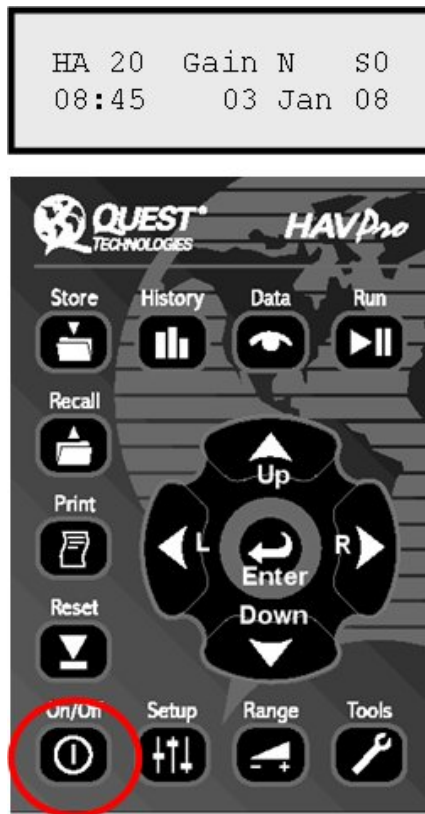 HA 20 Gain N S0
08:45 03 Jan 08
QUEST® HAVPro
TECHNOLOGIES
Store History Data Run
Recall
Up
Print
L R
Enter
Reset
Down
On/Off Setup Range Tools
- +